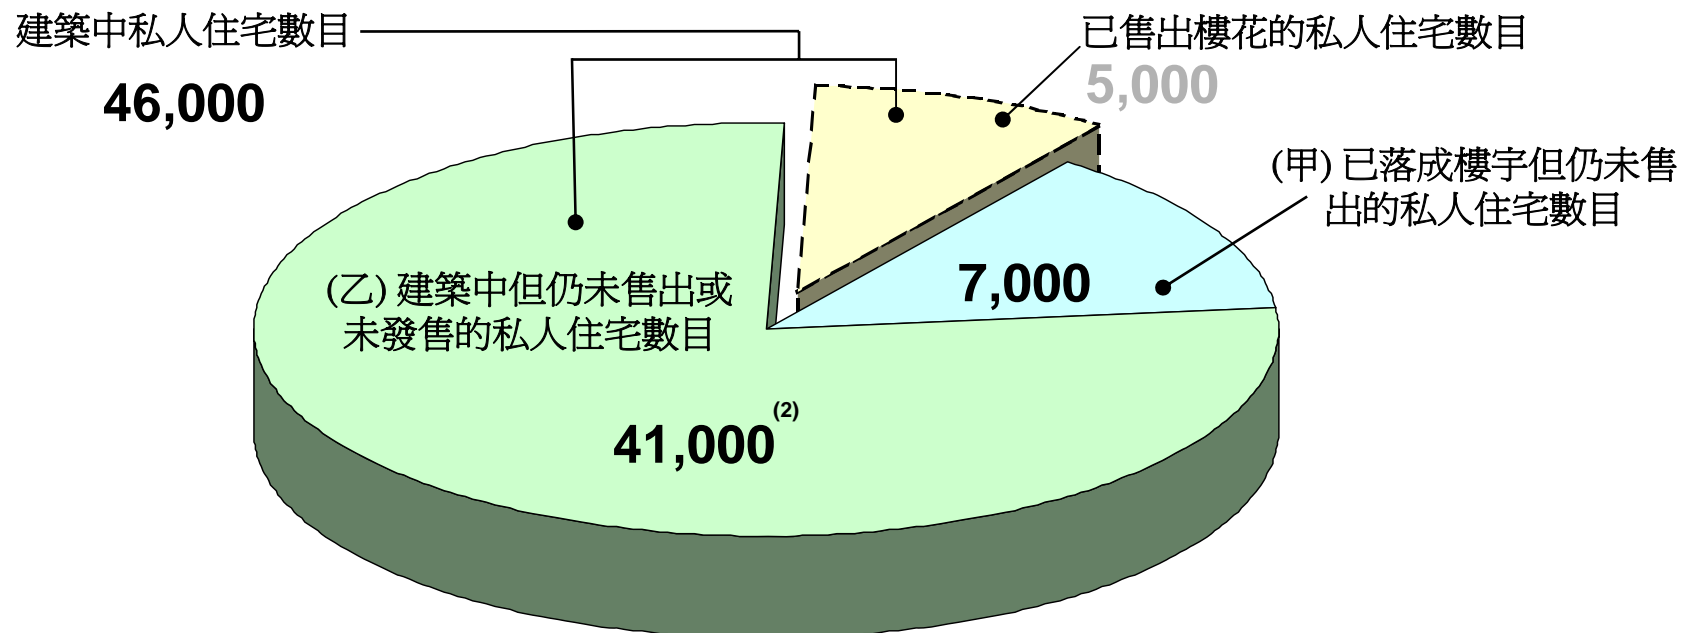 建築中私人住宅數目
46,000
已售出樓花的私人住宅數目
5,000
(甲) 已落成樓宇但仍未售
出的私人住宅數目
7,000
(乙) 建築中但仍未售出或
未發售的私人住宅數目
41,000(2)